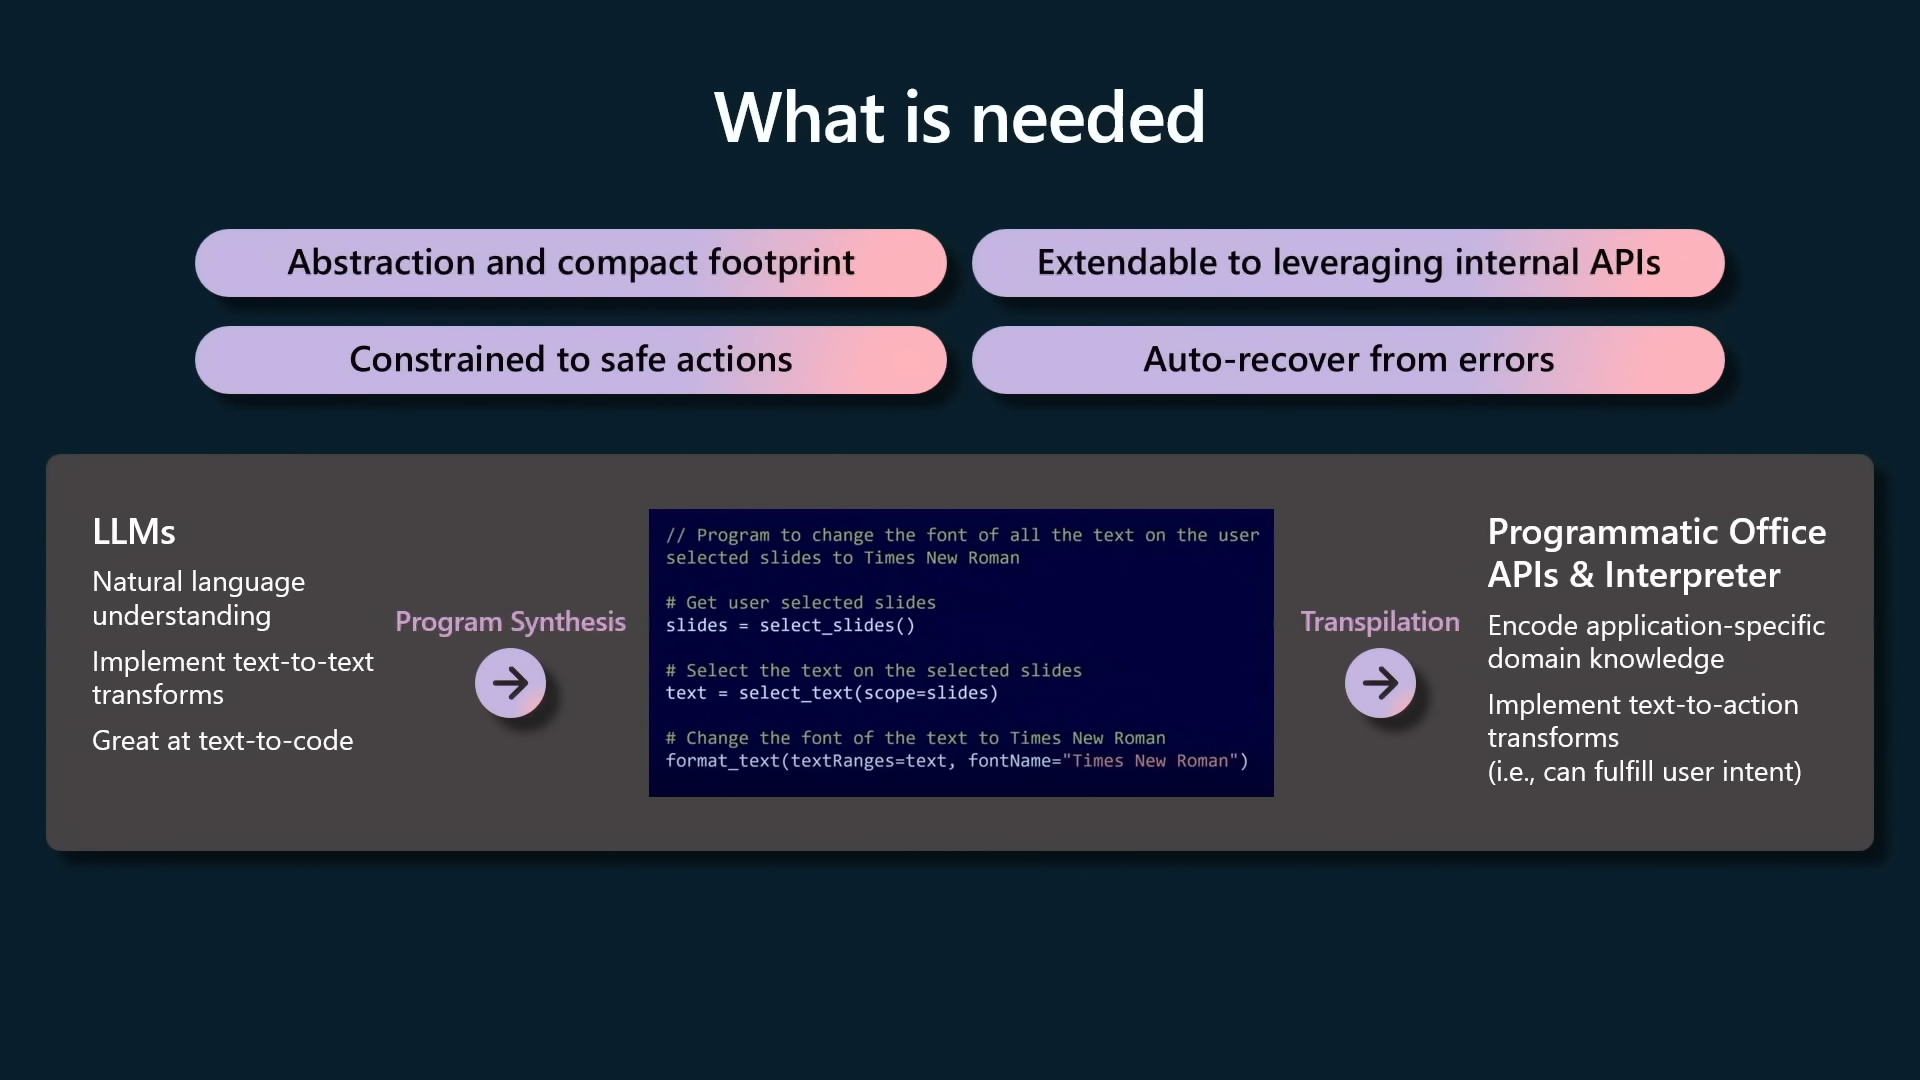 What is needed
Abstraction and compact footprint
Extendable to leveraging internal APIs
Constrained to safe actions
Auto-recover from errors
LLMs
Natural language
understanding
Implement text-to-text
transforms
Great at text-to-code
Program Synthesis
// Program to change the font of all the text on the user
selected slides to Times New Roman
# Get user selected slides
slides = select_slides()
# Select the text on the selected slides
text = select_text(scope=slides)
# Change the font of the text to Times New Roman
format_text(textRanges=text, fontName="Times New Roman")
Transpilation
Programmatic Office
APIs & Interpreter
Encode application-specific
domain knowledge
Implement text-to-action
transforms
(i.e., can fulfill user intent)